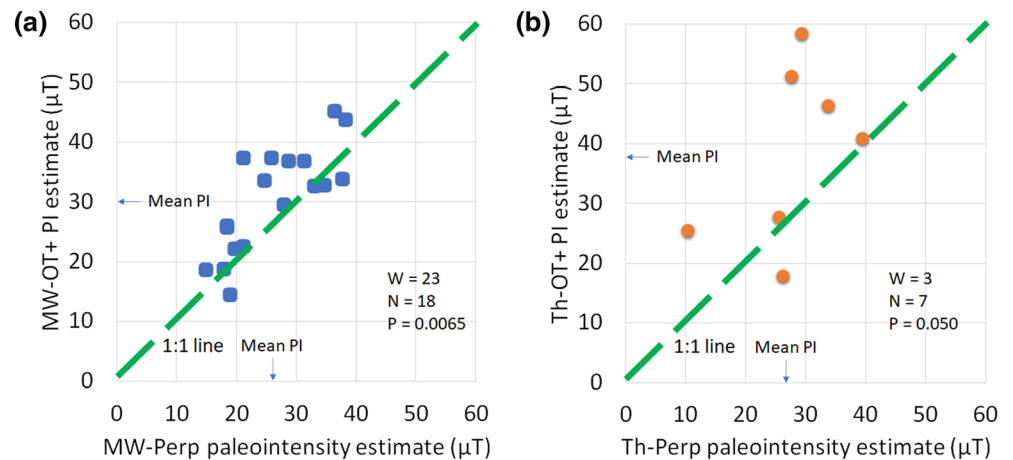 (a)
MW-OT+ PI estimate (µT)
60
50
40
30
20
10
0
Mean PI
W = 23
N = 18
P = 0.0065
1:1 line
Mean PI
0 10 20 30 40 50 60
MW-Perp paleointensity estimate (µT)
(b)
Th-OT+ PI estimate (µT)
60
50
40
30
20
10
0
Mean PI
W = 3
N = 7
P = 0.050
1:1 line
Mean PI
0 10 20 30 40 50 60
Th-Perp paleointensity estimate (µT)